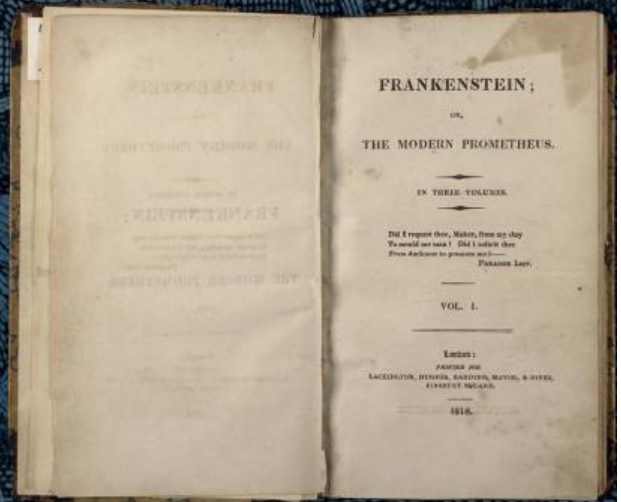 FRANKENSTEIN;
OR,
THE MODERN PROMETHEUS.
IN THREE VOLUMES.
Did I request thee, Maker, from my clay
To mould me man? Did I solicit thee
From darkness to promote me?——
PARADISE LOST.
VOL. I.
London:
PRINTED FOR
LACKINGTON, HUGHES, HARDING, MAVOR, & JONES,
FINSBURY SQUARE.
1818.